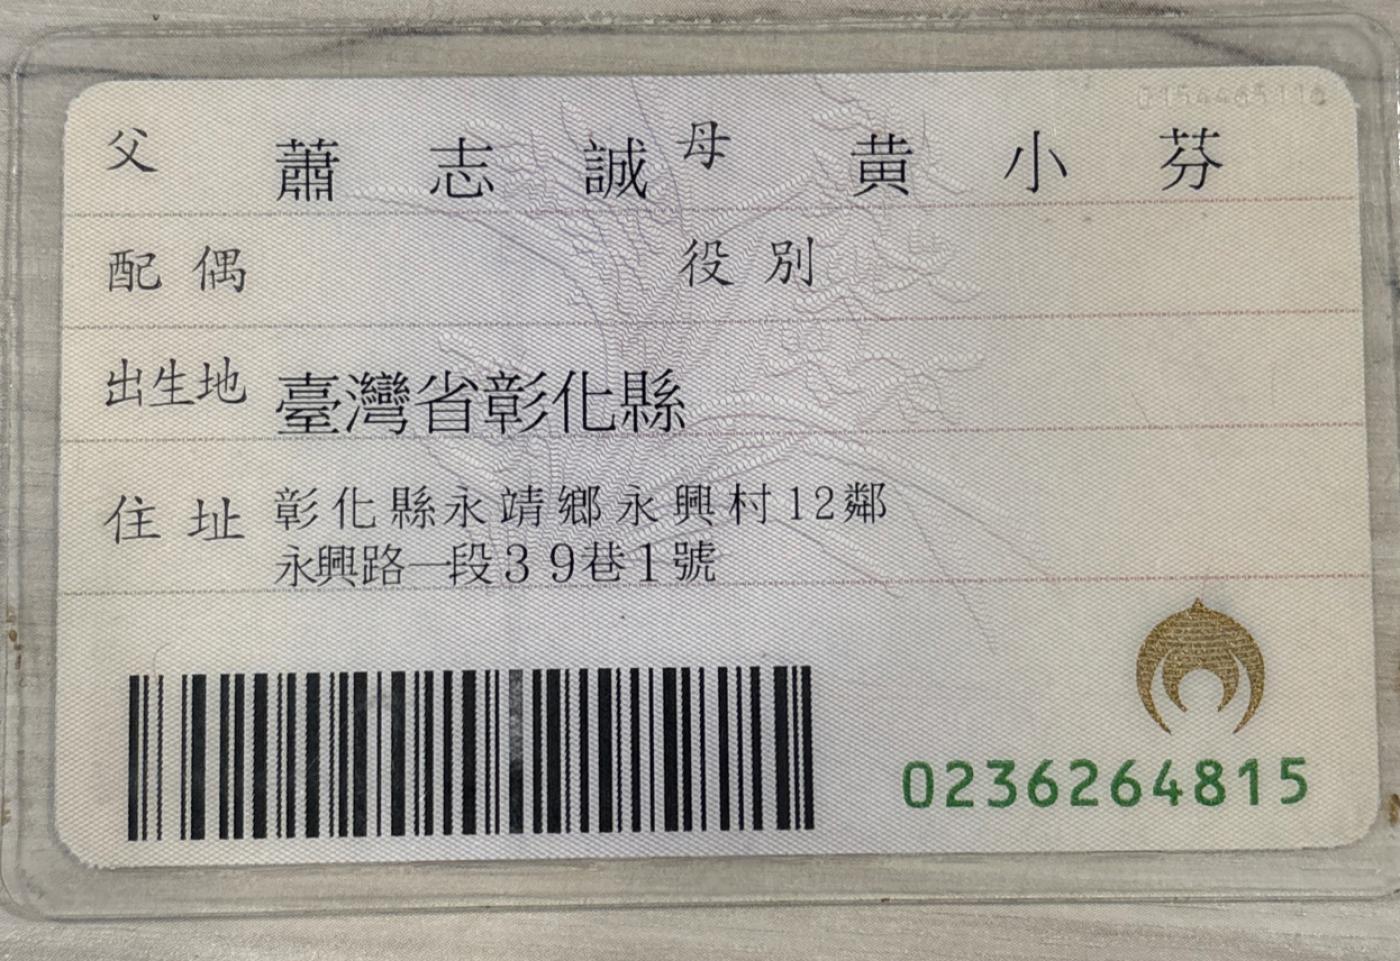 父 蕭志誠 母 黄小芬
配偶 役別
出生地 臺灣省彰化縣
住址 彰化縣永靖鄉永興村12鄰
永興路一段39巷1號
0236264815